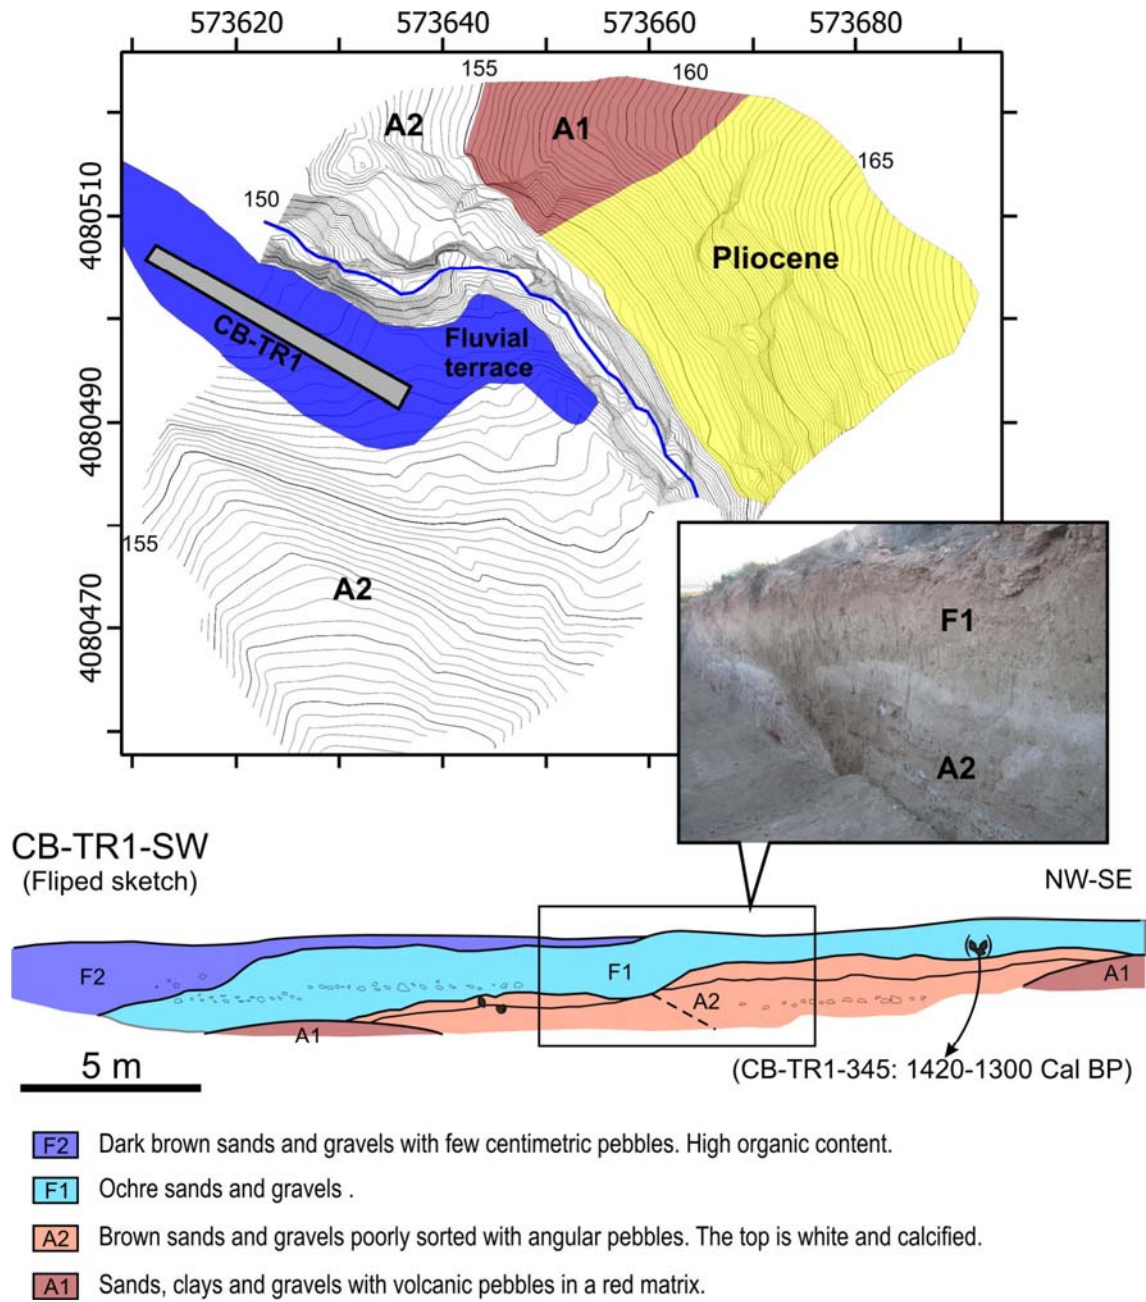 573620 573640 573660 573680
155
160
A2
A1
165
150
4080510
Pliocene
CB-TR1
Fluvial
terrace
4080490
155
A2
4080470
F1
A2
CB-TR1-SW
(Fliped sketch)
NW-SE
F2
F1
A2
A1
A1
5 m
(CB-TR1-345: 1420-1300 Cal BP)
F2 Dark brown sands and gravels with few centimetric pebbles. High organic content.
F1 Ochre sands and gravels .
A2 Brown sands and gravels poorly sorted with angular pebbles. The top is white and calcified.
A1 Sands, clays and gravels with volcanic pebbles in a red matrix.